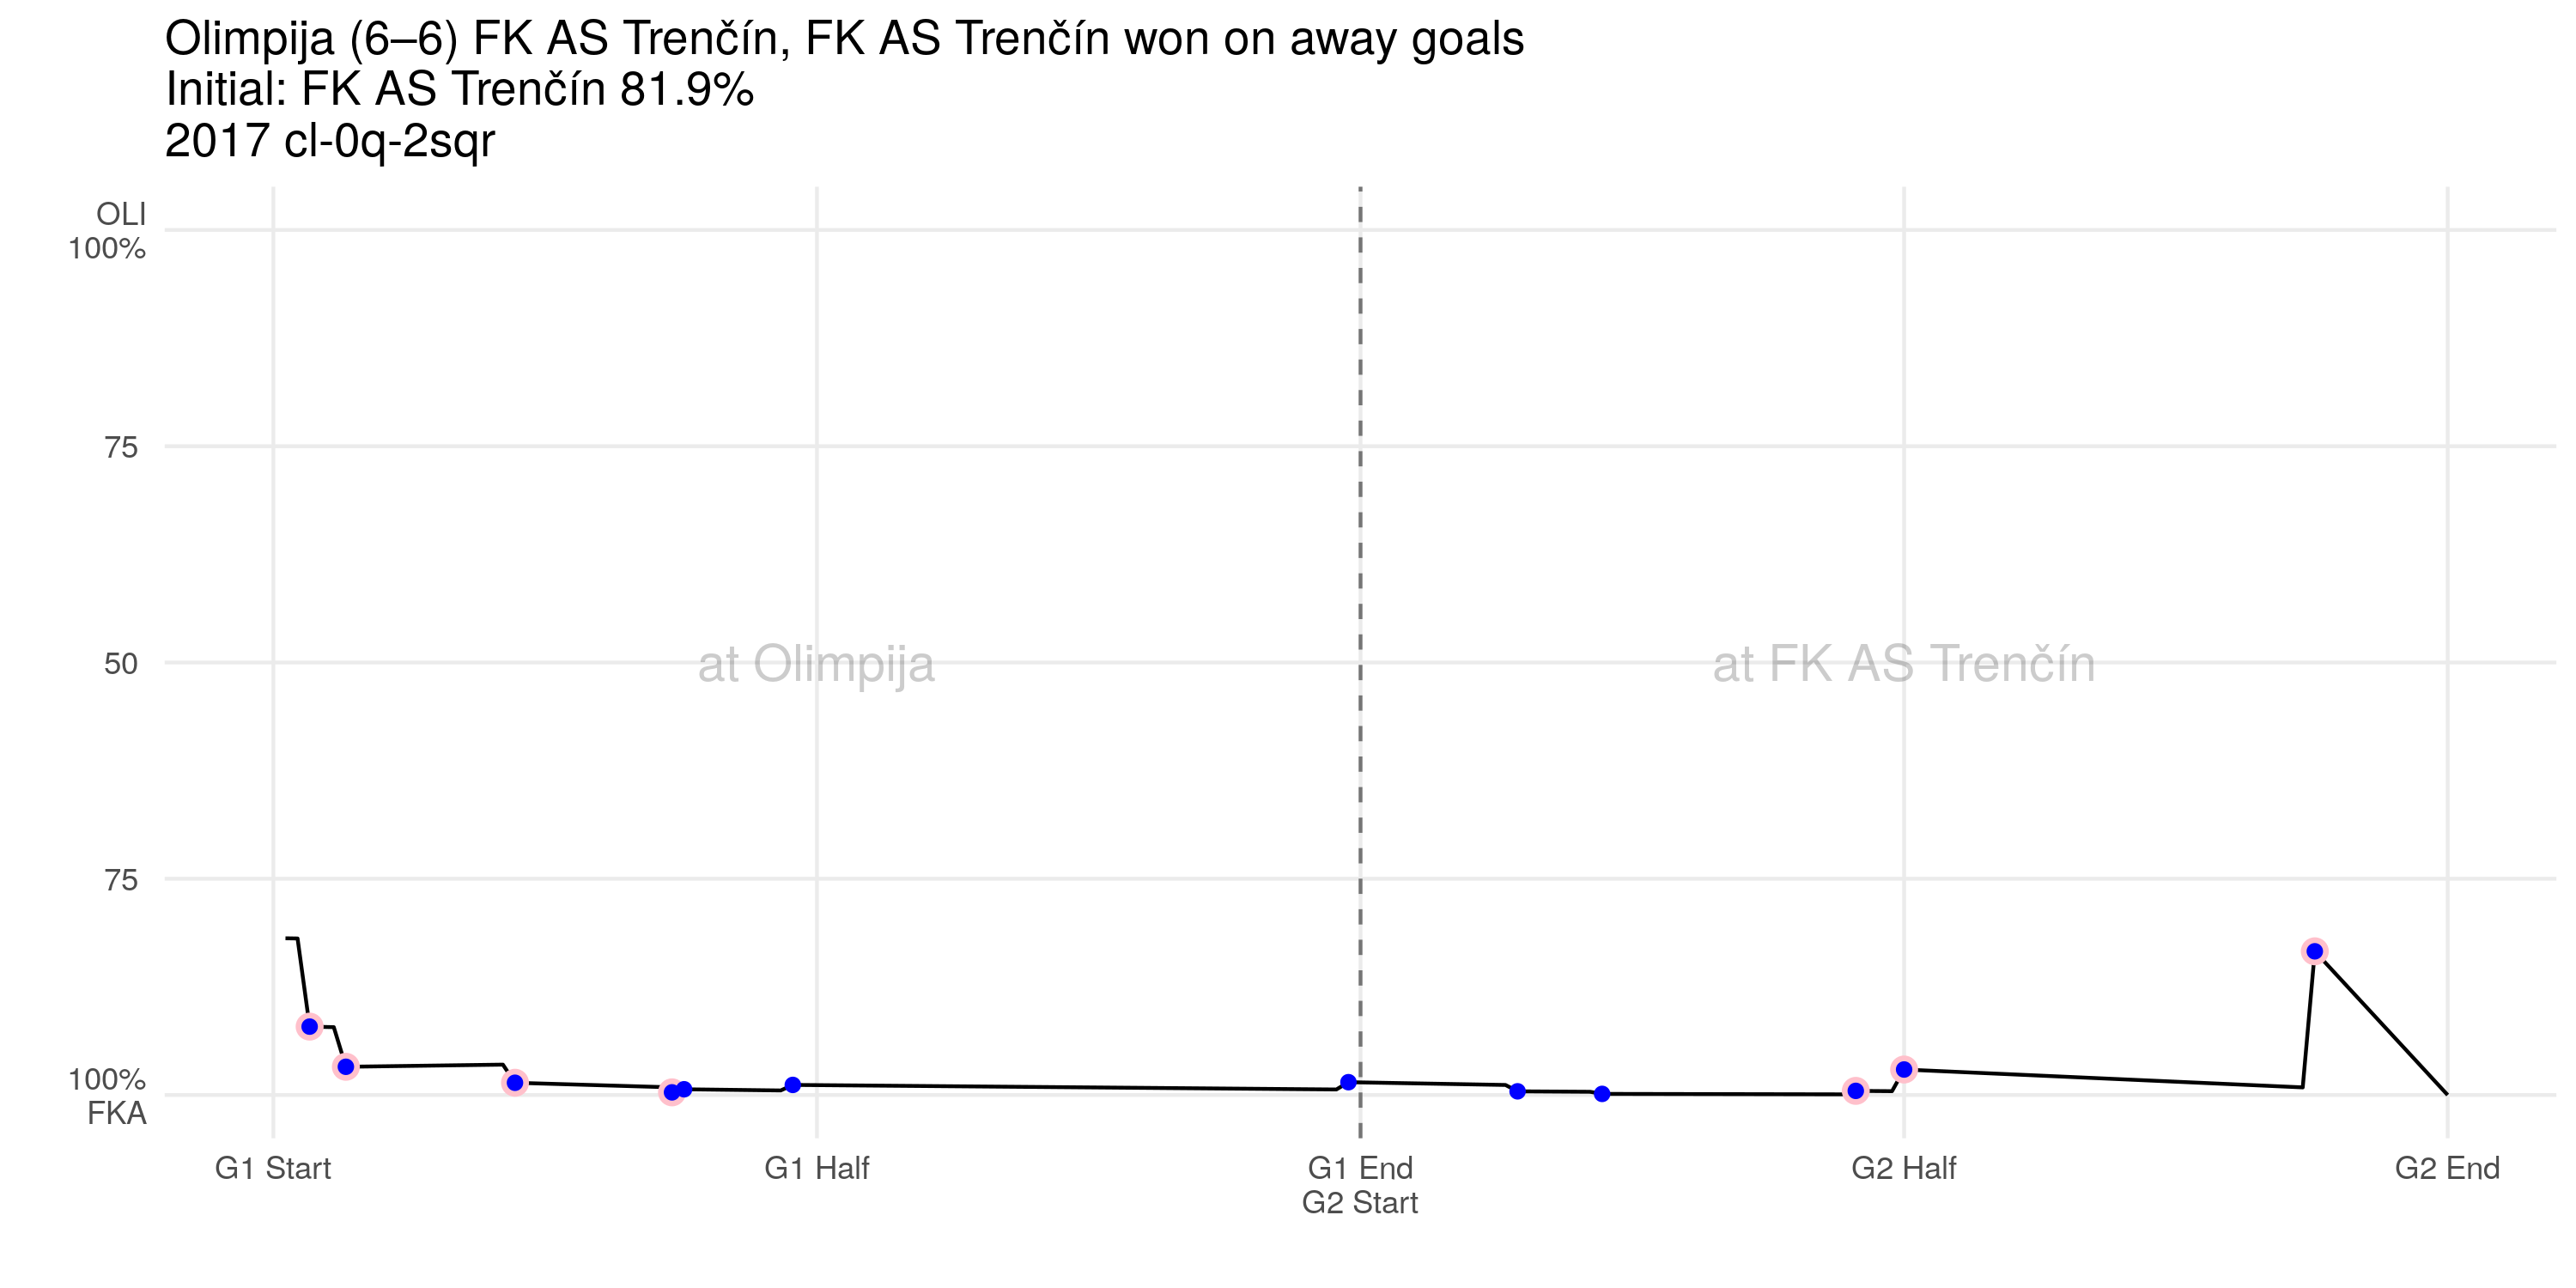 Olimpija (6–6) FK AS Trenčín, FK AS Trenčín won on away goals
Initial: FK AS Trenčín 81.9%
2017 cl-0q-2sqr
OLI
100%
75
50
75
100%
FKA
at Olimpija
at FK AS Trenčín
G1 Start
G1 Half
G1 End
G2 Start
G2 Half
G2 End